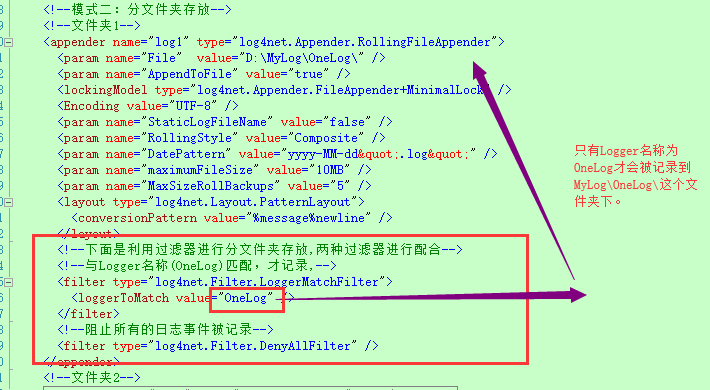 <!--模式二：分文件夹存放-->
<!--文件夹1-->
<appender name="log1" type="log4net.Appender.RollingFileAppender">
<param name="File"  value="D:\MyLog\OneLog\" />
<param name="AppendToFile" value="true" />
<lockingModel type="log4net.Appender.FileAppender+MinimalLock" />
<Encoding value="UTF-8" />
<param name="StaticLogFileName" value="false" />
<param name="RollingStyle" value="Composite" />
<param name="DatePattern" value="yyyy-MM-dd&quot;.log&quot;" />
<param name="maximumFileSize" value="10MB" />
<param name="MaxSizeRollBackups" value="5" />
<layout type="log4net.Layout.PatternLayout">
<conversionPattern value="%message%newline" />
</layout>
<!--下面是利用过滤器进行分文件夹存放,两种过滤器进行配合-->
<!--与Logger名称(OneLog)匹配，才记录,-->
<filter type="log4net.Filter.LoggerMatchFilter">
<loggerToMatch value="OneLog" />
</filter>
<!--阻止所有的日志事件被记录-->
<filter type="log4net.Filter.DenyAllFilter" />
</appender>
<!--文件夹2-->
只有Logger名称为
OneLog才会被记录到
MyLog\OneLog\这个文
件夹下。